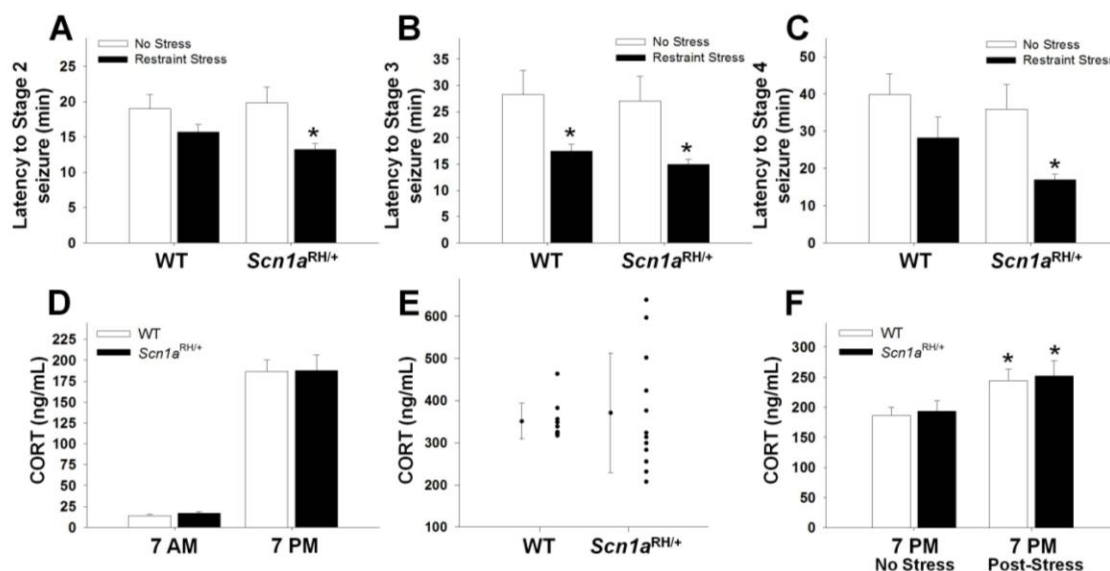 A
No Stress
Restraint Stress
Latency to Stage 2
seizure (min)
25
20
15
10
5
0
WT
Scn1aRH/+
*
B
No Stress
Restraint Stress
Latency to Stage 3
seizure (min)
35
30
25
20
15
10
5
0
*
*
WT
Scn1aRH/+
C
No Stress
Restraint Stress
Latency to Stage 4
seizure (min)
50
40
30
20
10
0
*
WT
Scn1aRH/+
D
WT
Scn1aRH/+
CORT (ng/mL)
225
200
175
150
125
100
75
50
25
0
7 AM
7 PM
E
CORT (ng/mL)
600
500
400
300
200
100
WT
Scn1aRH/+
F
WT
Scn1aRH/+
CORT (ng/mL)
300
250
200
150
100
50
0
*
*
7 PM
No Stress
7 PM
Post-Stress